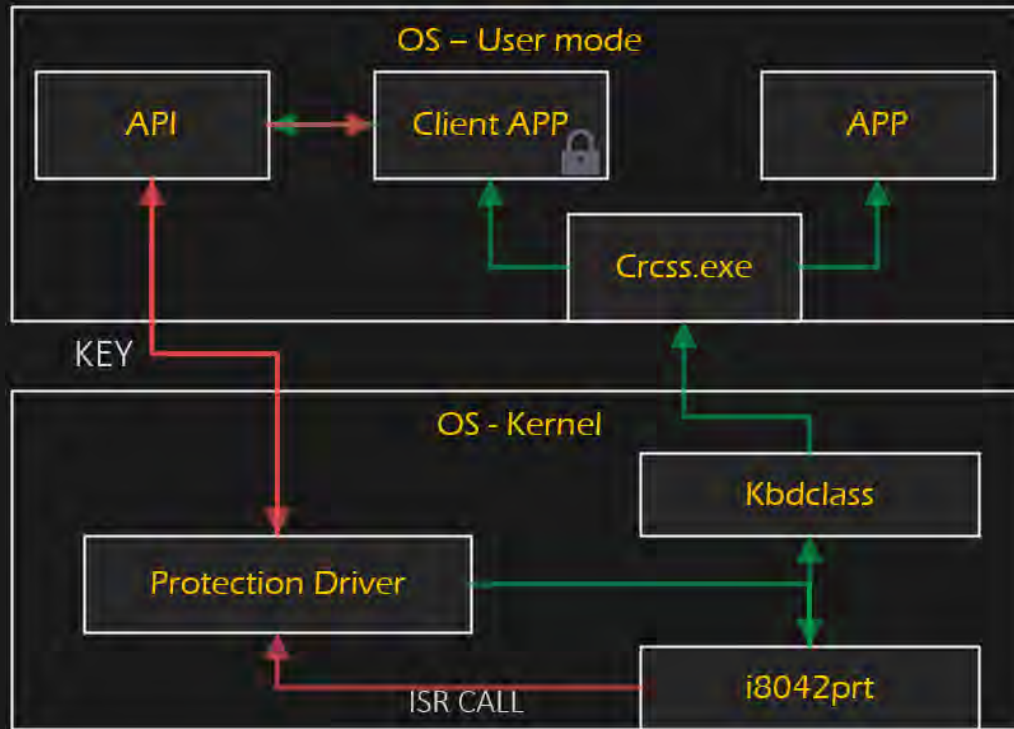 OS – User mode
API
Client APP
APP
Crcss.exe
KEY
OS - Kernel
Kbdclass
Protection Driver
i8042prt
ISR CALL